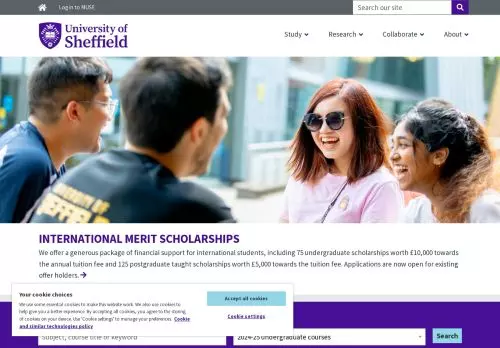 Log in to MUSE
Search our site
University of
Sheffield
Study
Research
Collaborate
About
UNIVERSITY OF
INTERNATIONAL MERIT SCHOLARSHIPS
We offer a generous package of financial support for international students, including 75 undergraduate scholarships worth £10,000 towards
the annual tuition fee and 125 postgraduate taught scholarships worth £5,000 towards the tuition fee. Applications are now open for existing
offer holders.
Your cookie choices
We use some essential cookies to make this website work. We also use cookies to
help give you a better experience. By accepting all cookies, you agree to the storing
of cookies on your device. Use 'Cookie settings' to manage your preferences. Cookie
and similar technologies policy
Accept all cookies
Cookie settings
Subject, course title or keyword
2024-25 undergraduate courses
Search